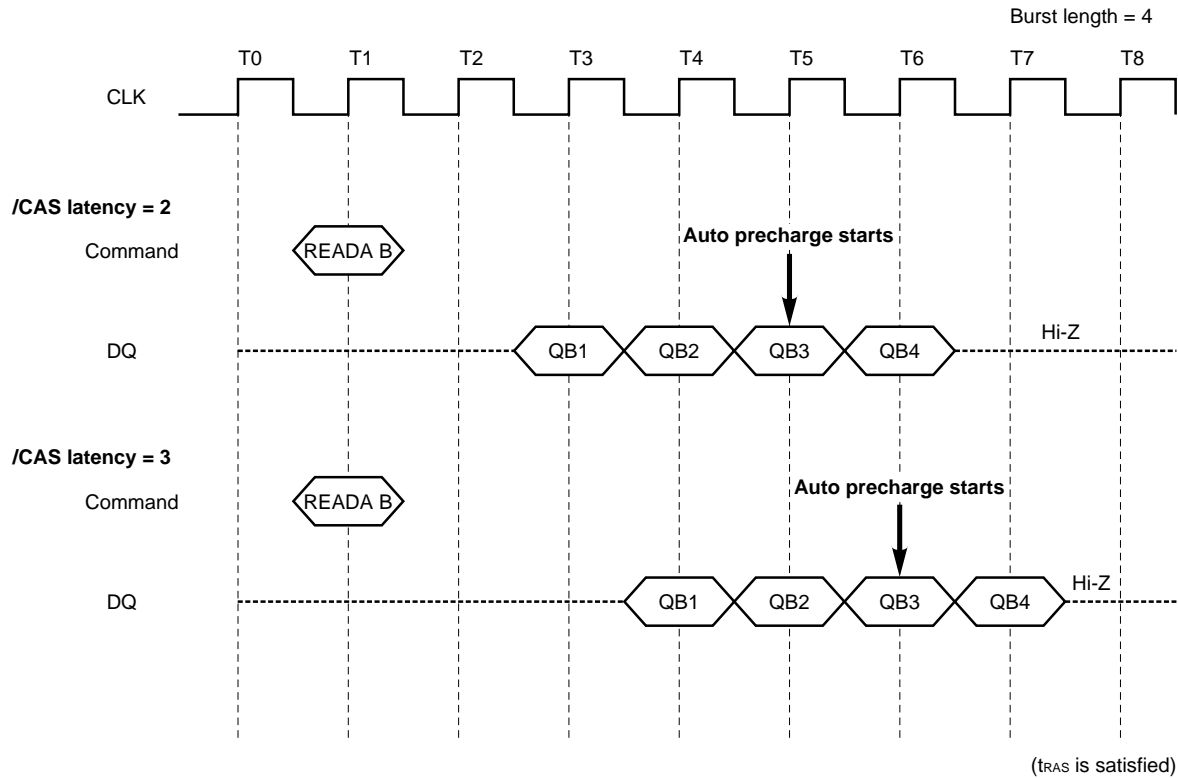 Burst length = 4
T0 T1 T2 T3 T4 T5 T6 T7 T8
CLK
/CAS latency = 2
Auto precharge starts
Command READA B
DQ QB1 QB2 QB3 QB4 Hi-Z
/CAS latency = 3
Auto precharge starts
Command READA B
DQ QB1 QB2 QB3 QB4 Hi-Z
(tRAS is satisfied)